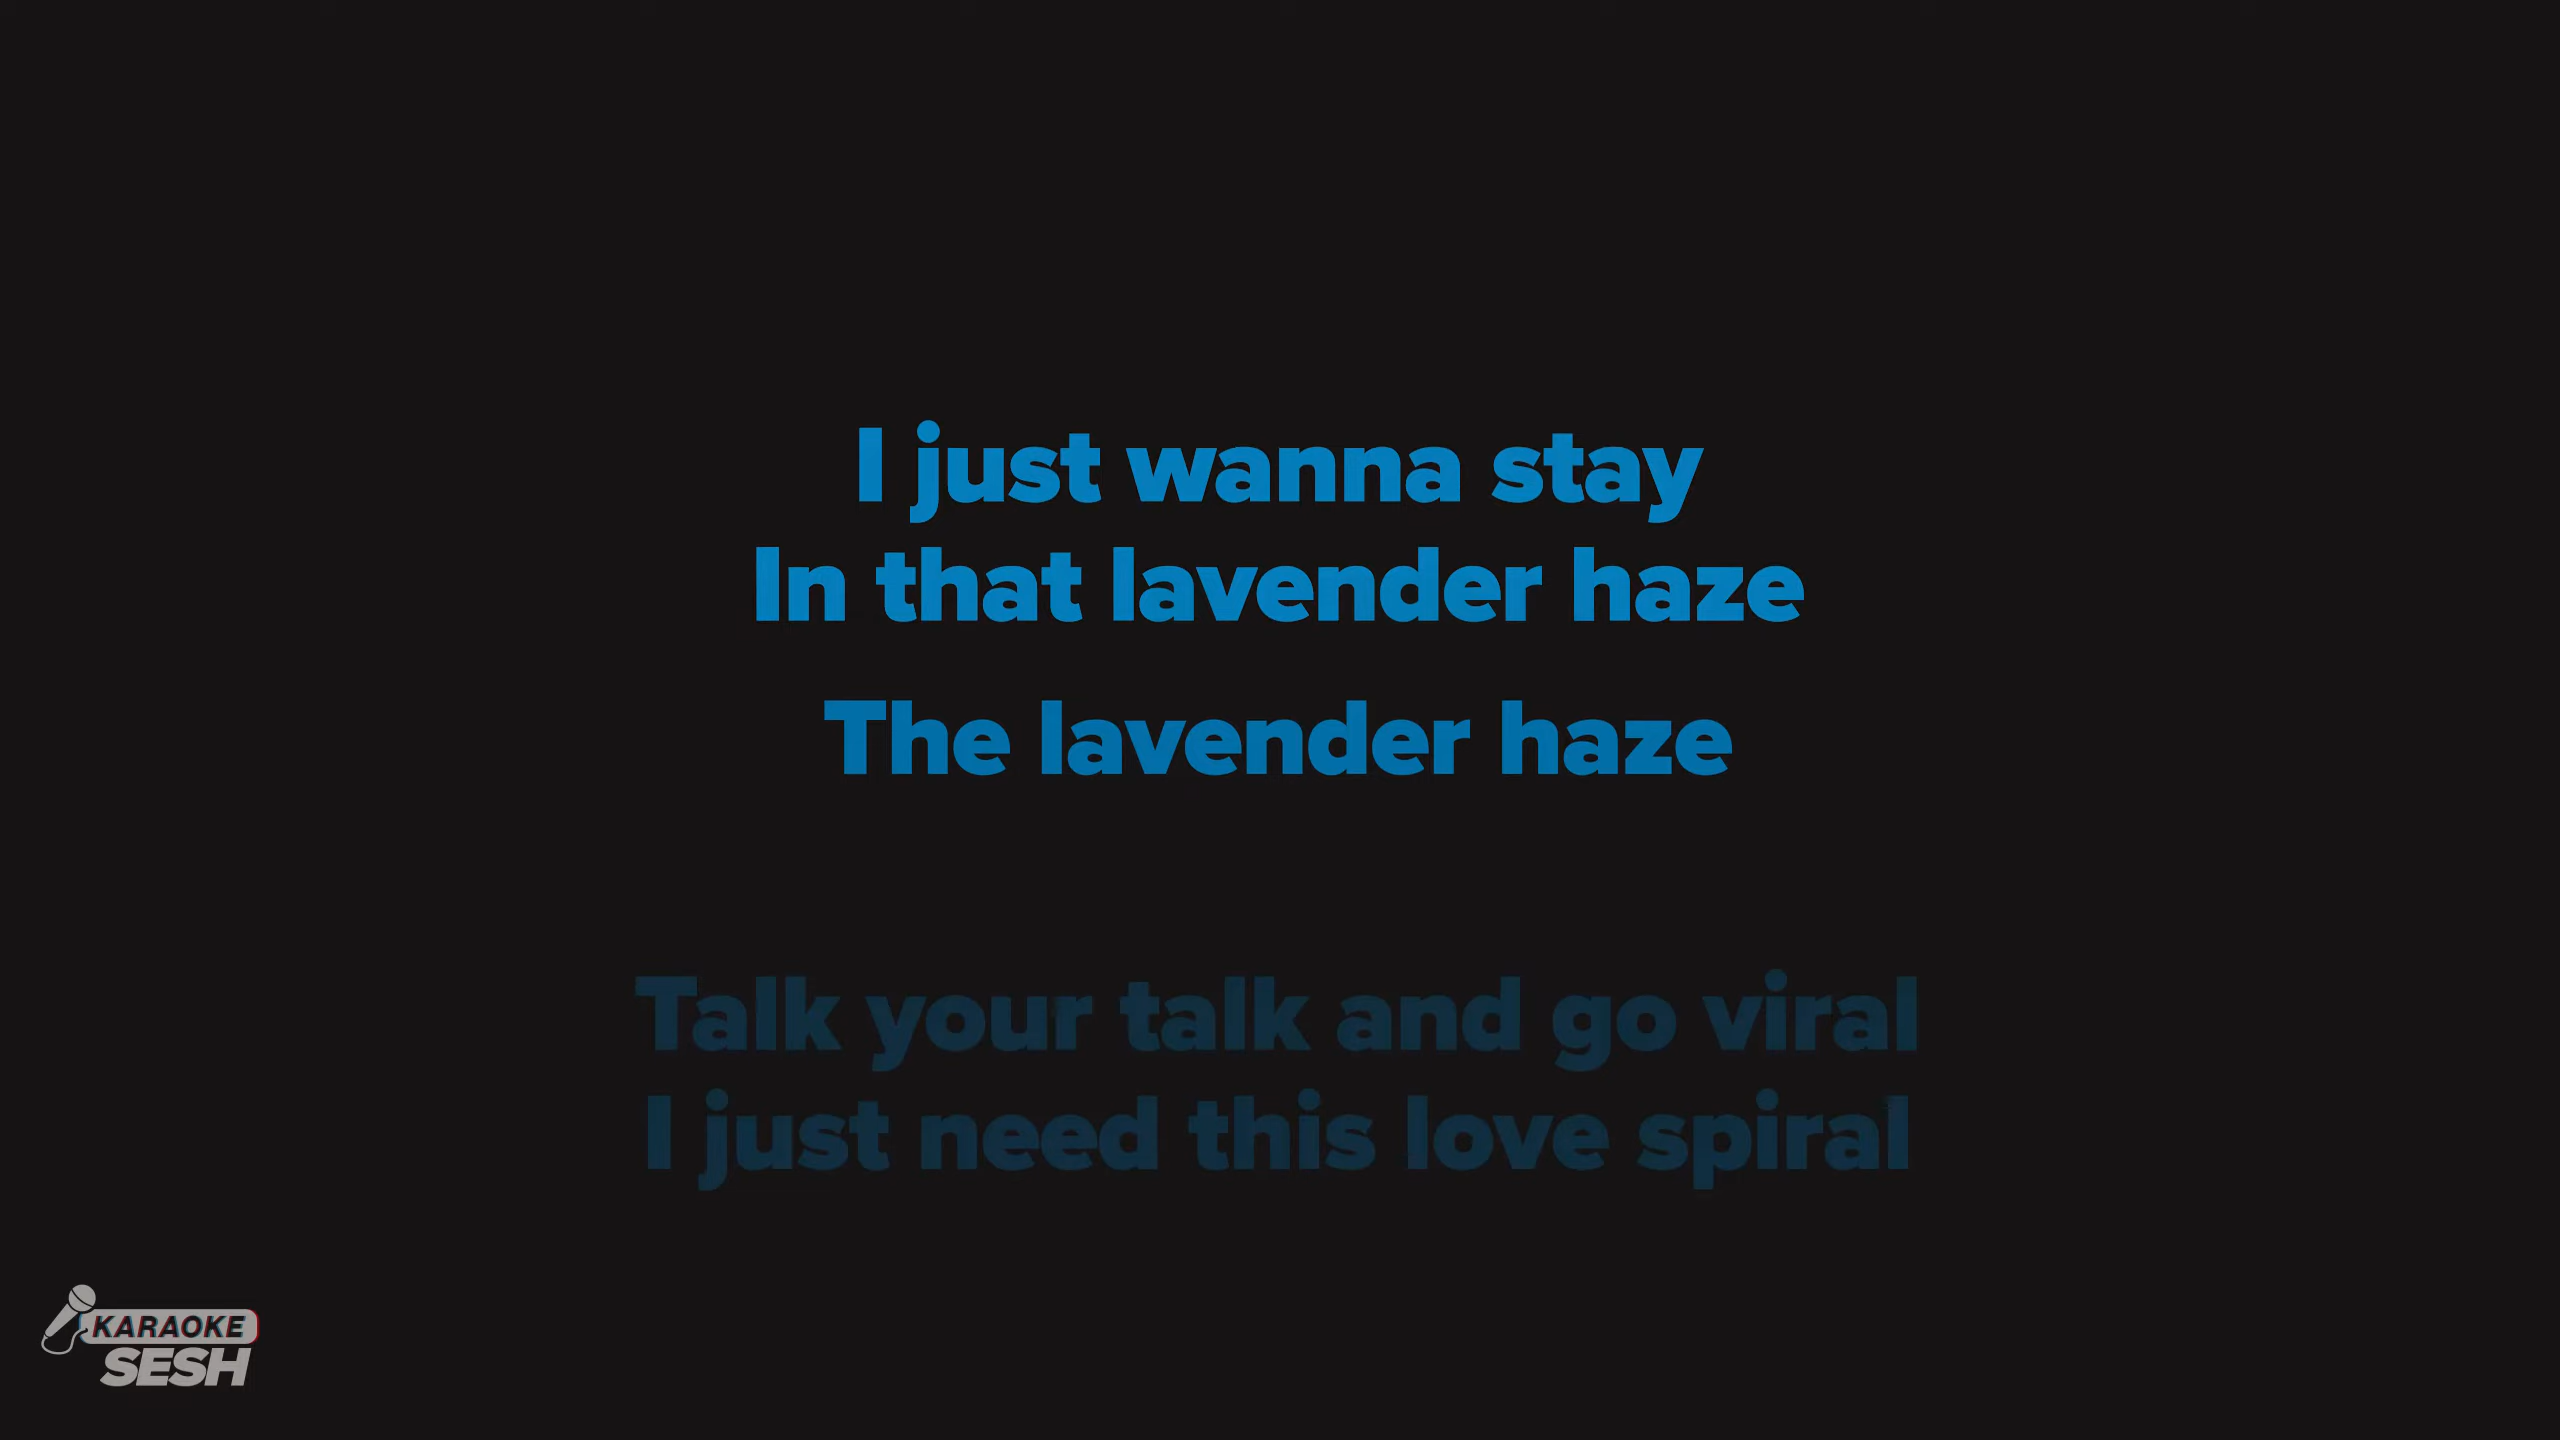 I just wanna stay
In that lavender haze
The lavender haze
Talk your talk and go viral
I just need this love spiral
KARAOKE
SESH